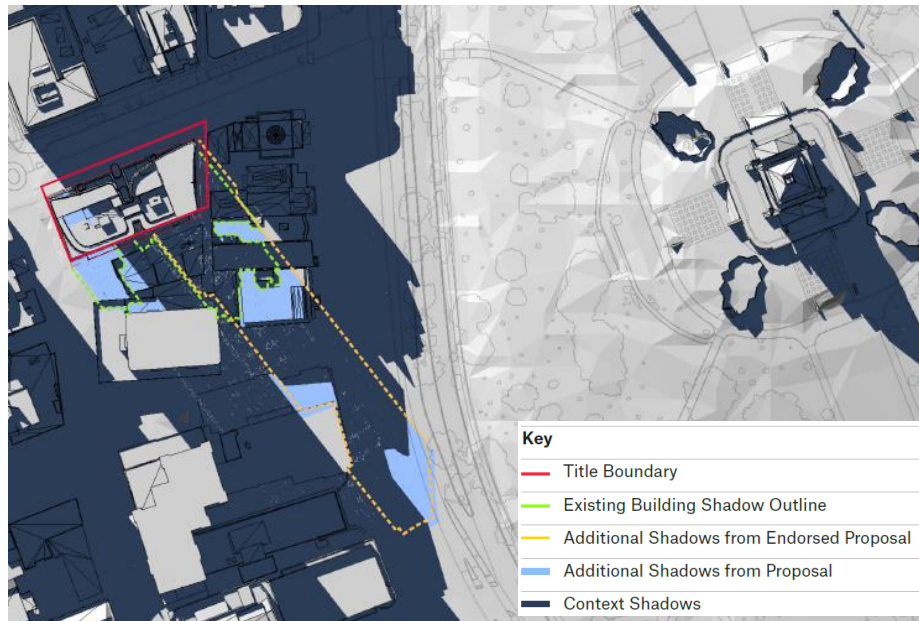 Key
Title Boundary
Existing Building Shadow Outline
Additional Shadows from Endorsed Proposal
Additional Shadows from Proposal
Context Shadows